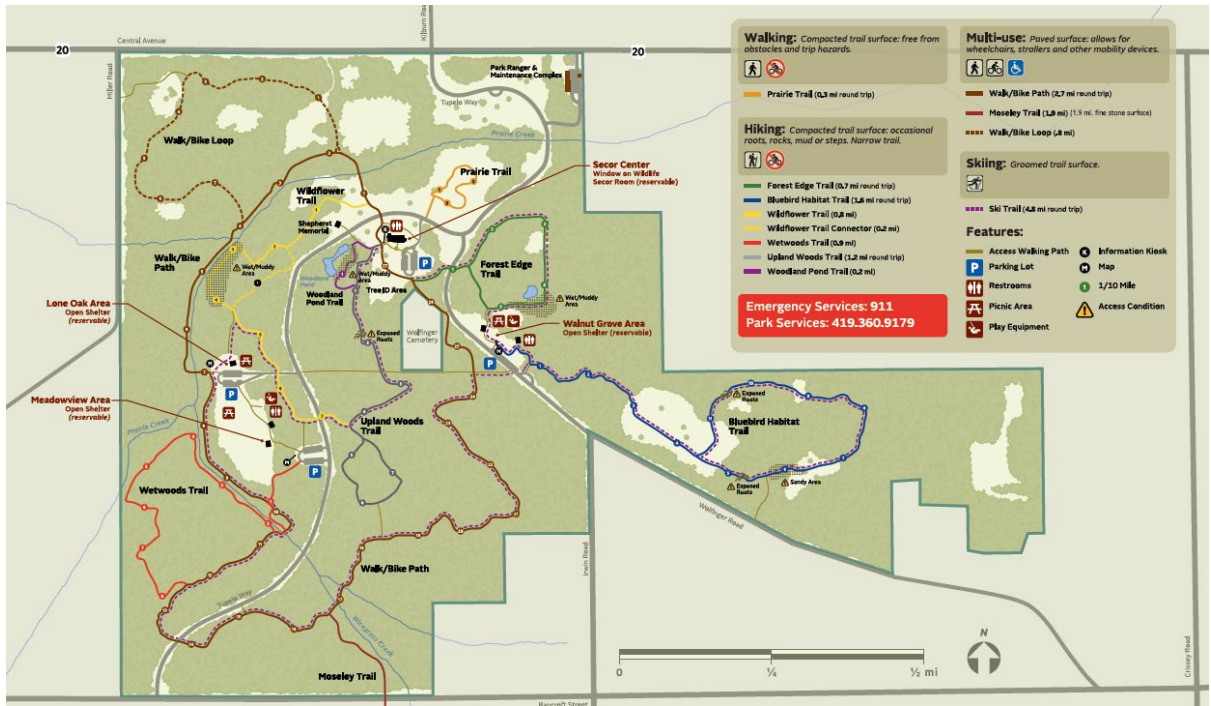 Central Avenue
20
20
Kilburn Road
Miller Road
Park Ranger &
Maintenance Complex
Tupelo Way
Prairie Creek
Walk/Bike Loop
Secor Center
Window on Wildlife
Secor Room (reservable)
Prairie Trail
Wildflower
Trail
Shepherst
Memorial
Walk/Bike
Path
Wet/Muddy
Area
Woodland
Pond
Wet/Muddy
Area
Tree ID Area
Woodland
Pond Trail
Forest Edge
Trail
Wet/Muddy
Area
Lone Oak Area
Open Shelter
(reservable)
Exposed
Roots
Wolfinger
Cemetery
Walnut Grove Area
Open Shelter (reservable)
Meadowview Area
Open Shelter
(reservable)
Prairie Creek
Upland Woods
Trail
Exposed
Roots
Bluebird Habitat
Trail
Exposed
Roots
Sandy Area
Wetwoods Trail
Wolfinger Road
Irwin Road
Walk/Bike Path
Tupelo Way
Wiregrass Creek
Moseley Trail
Bancroft Street
Crissey Road
Walking: Compacted trail surface: free from
obstacles and trip hazards.
Prairie Trail (0.3 mi round trip)
Hiking: Compacted trail surface: occasional
roots, rocks, mud or steps. Narrow trail.
Forest Edge Trail (0.7 mi round trip)
Bluebird Habitat Trail (1.6 mi round trip)
Wildflower Trail (0.8 mi)
Wildflower Trail Connector (0.2 mi)
Wetwoods Trail (0.9 mi)
Upland Woods Trail (1.2 mi round trip)
Woodland Pond Trail (0.2 mi)
Emergency Services: 911
Park Services: 419.360.9179
Multi-use: Paved surface: allows for
wheelchairs, strollers and other mobility devices.
Walk/Bike Path (2.7 mi round trip)
Moseley Trail (1.9 mi) (1.9 mi. fine stone surface)
Walk/Bike Loop (.8 mi)
Skiing: Groomed trail surface.
Ski Trail (4.8 mi round trip)
Features:
Access Walking Path
P Parking Lot
Restrooms
Picnic Area
Play Equipment
K Information Kiosk
M Map
1 1/10 Mile
Access Condition
N
0
¼
½ mi